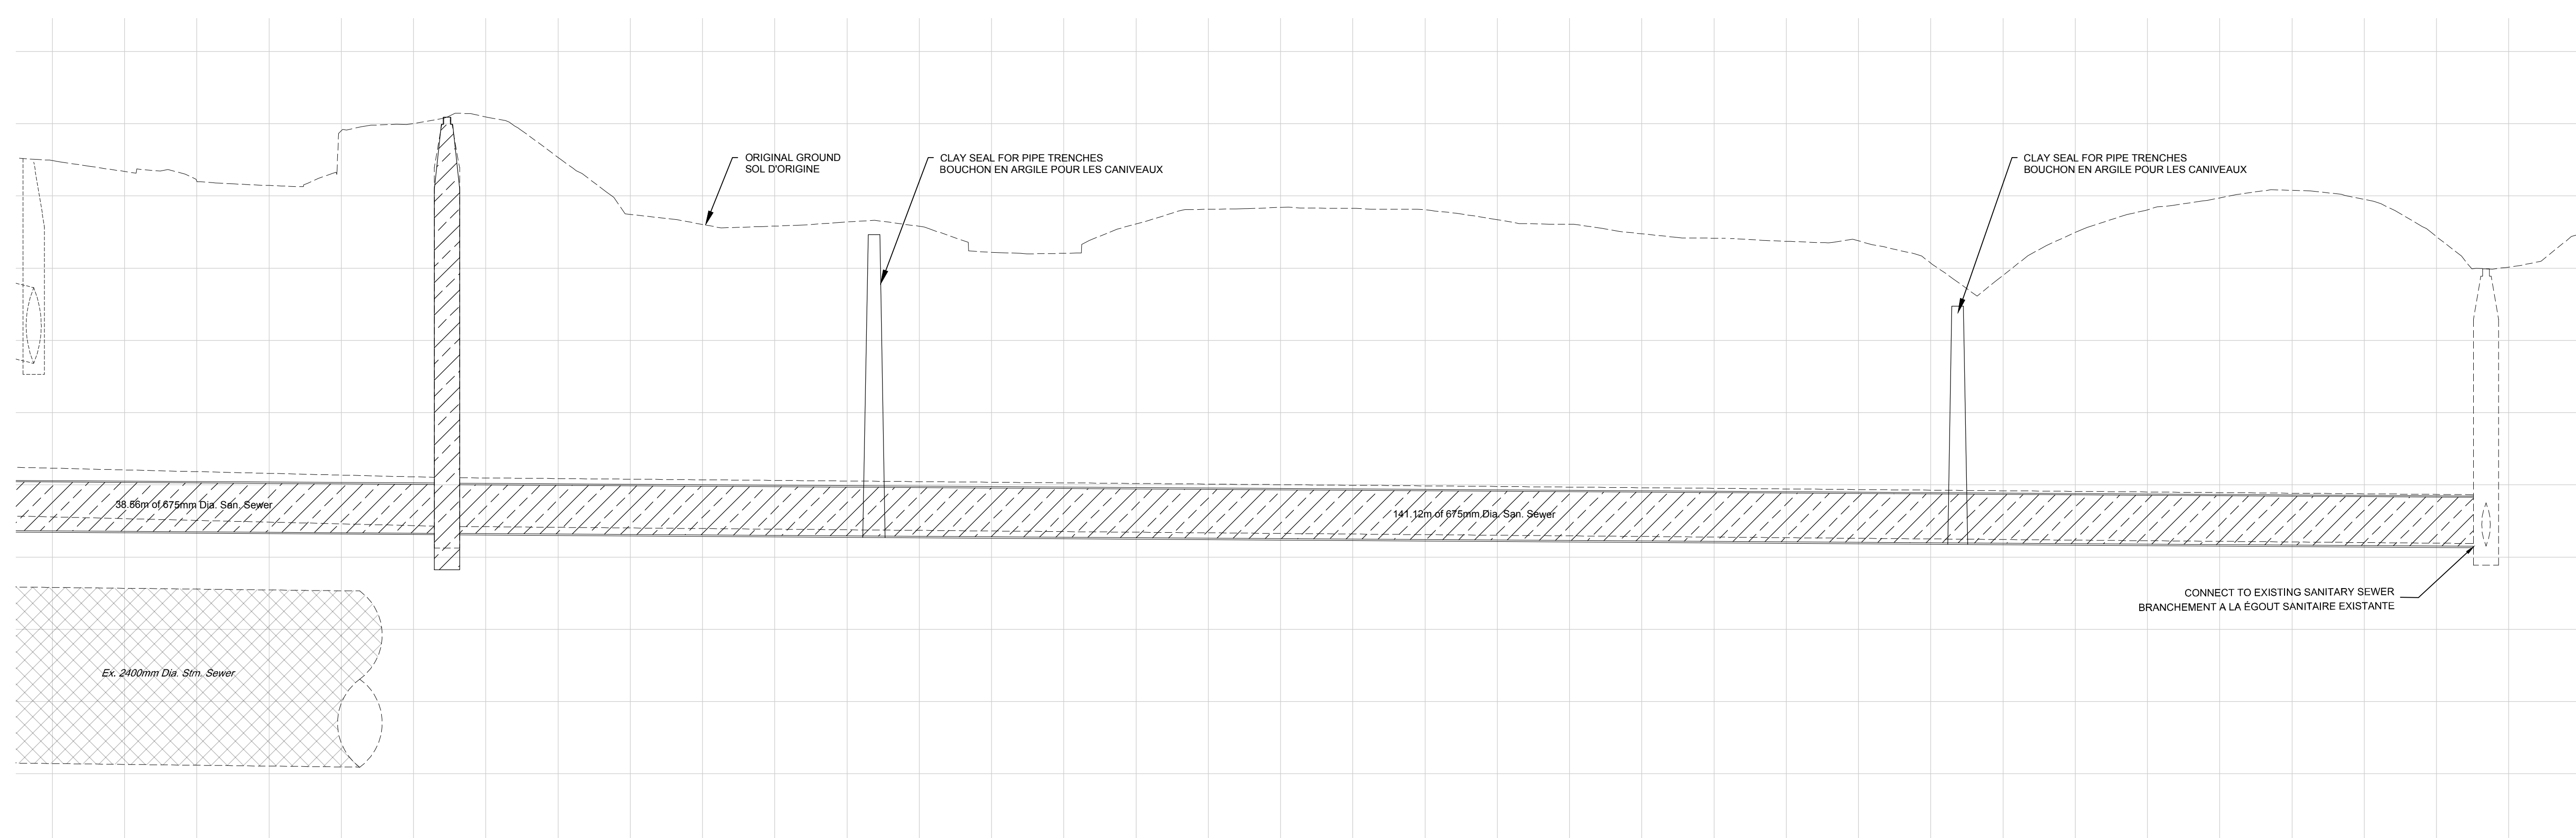 ORIGINAL GROUND
SOL D'ORIGINE
CLAY SEAL FOR PIPE TRENCHES
BOUCHON EN ARGILE POUR LES CANIVEAUX
CLAY SEAL FOR PIPE TRENCHES
BOUCHON EN ARGILE POUR LES CANIVEAUX
38.56m of 675mm Dia. San. Sewer
141.12m of 675mm Dia. San. Sewer
CONNECT TO EXISTING SANITARY SEWER
BRANCHEMENT A LA ÉGOUT SANITAIRE EXISTANTE
Ex. 2400mm Dia. Stm. Sewer